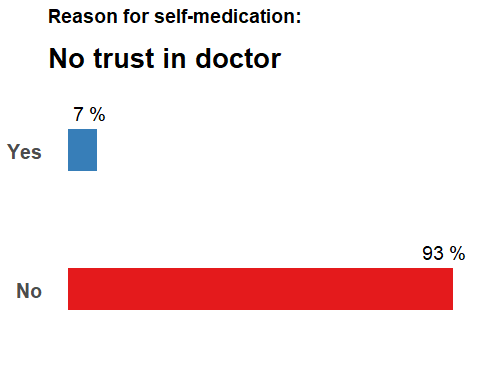 Reason for self-medication:
No trust in doctor
7 %
Yes
93 %
No